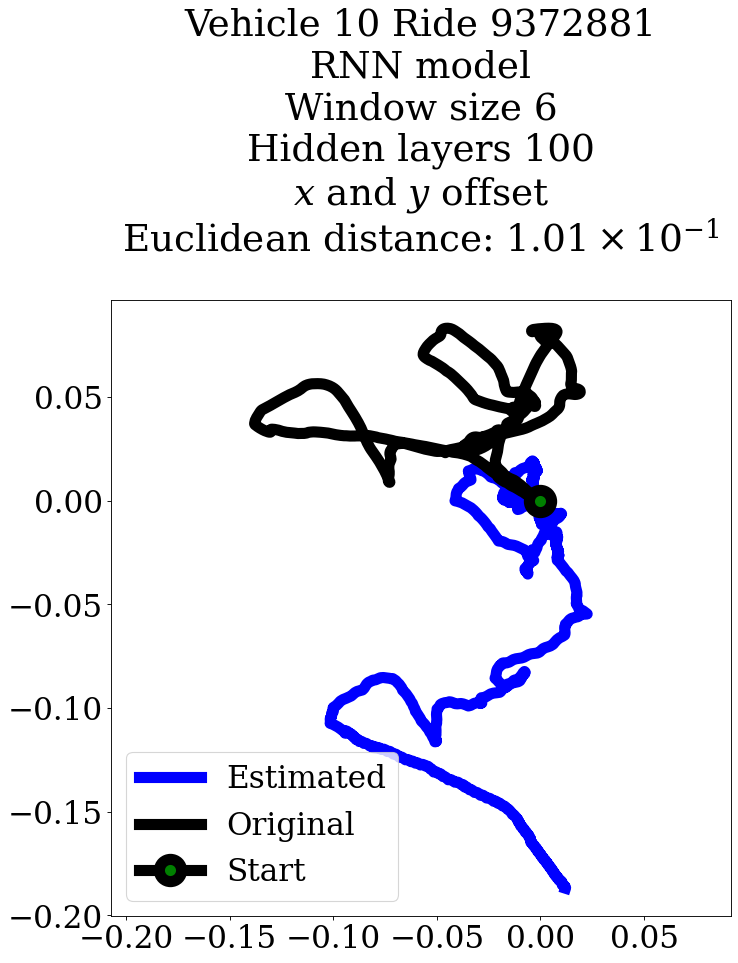 Vehicle 10 Ride 9372881
RNN model
Window size 6
Hidden layers 100
x and y offset
Euclidean distance: 1.01 × 10⁻¹
0.05
0.00
−0.05
−0.10
−0.15
−0.20
Estimated
Original
Start
−0.20 −0.15 −0.10 −0.05 0.00 0.05